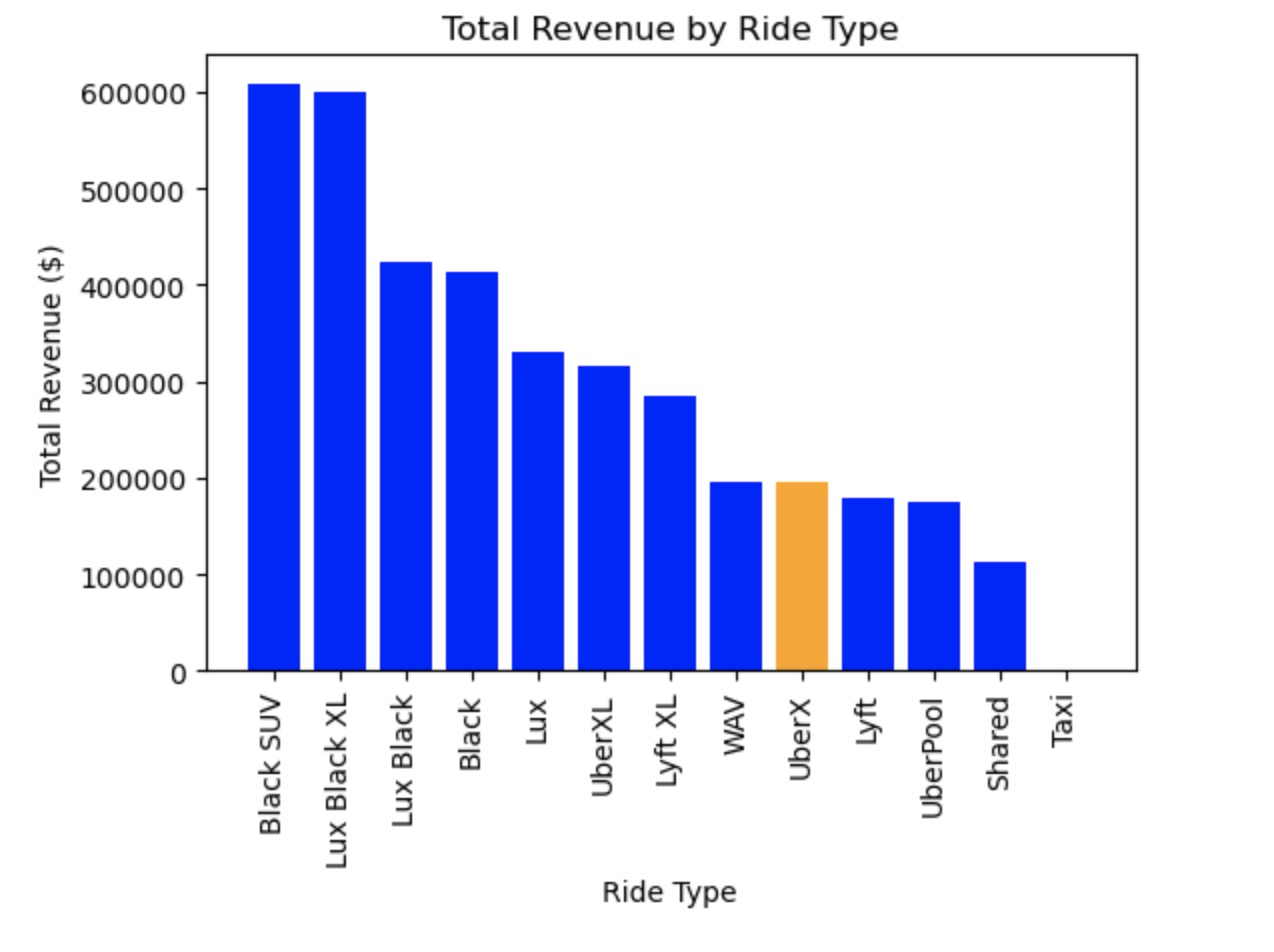 Total Revenue by Ride Type
Total Revenue ($)
600000
500000
400000
300000
200000
100000
0
Black SUV
Lux Black XL
Lux Black
Black
Lux
UberXL
Lyft XL
WAV
UberX
Lyft
UberPool
Shared
Taxi
Ride Type